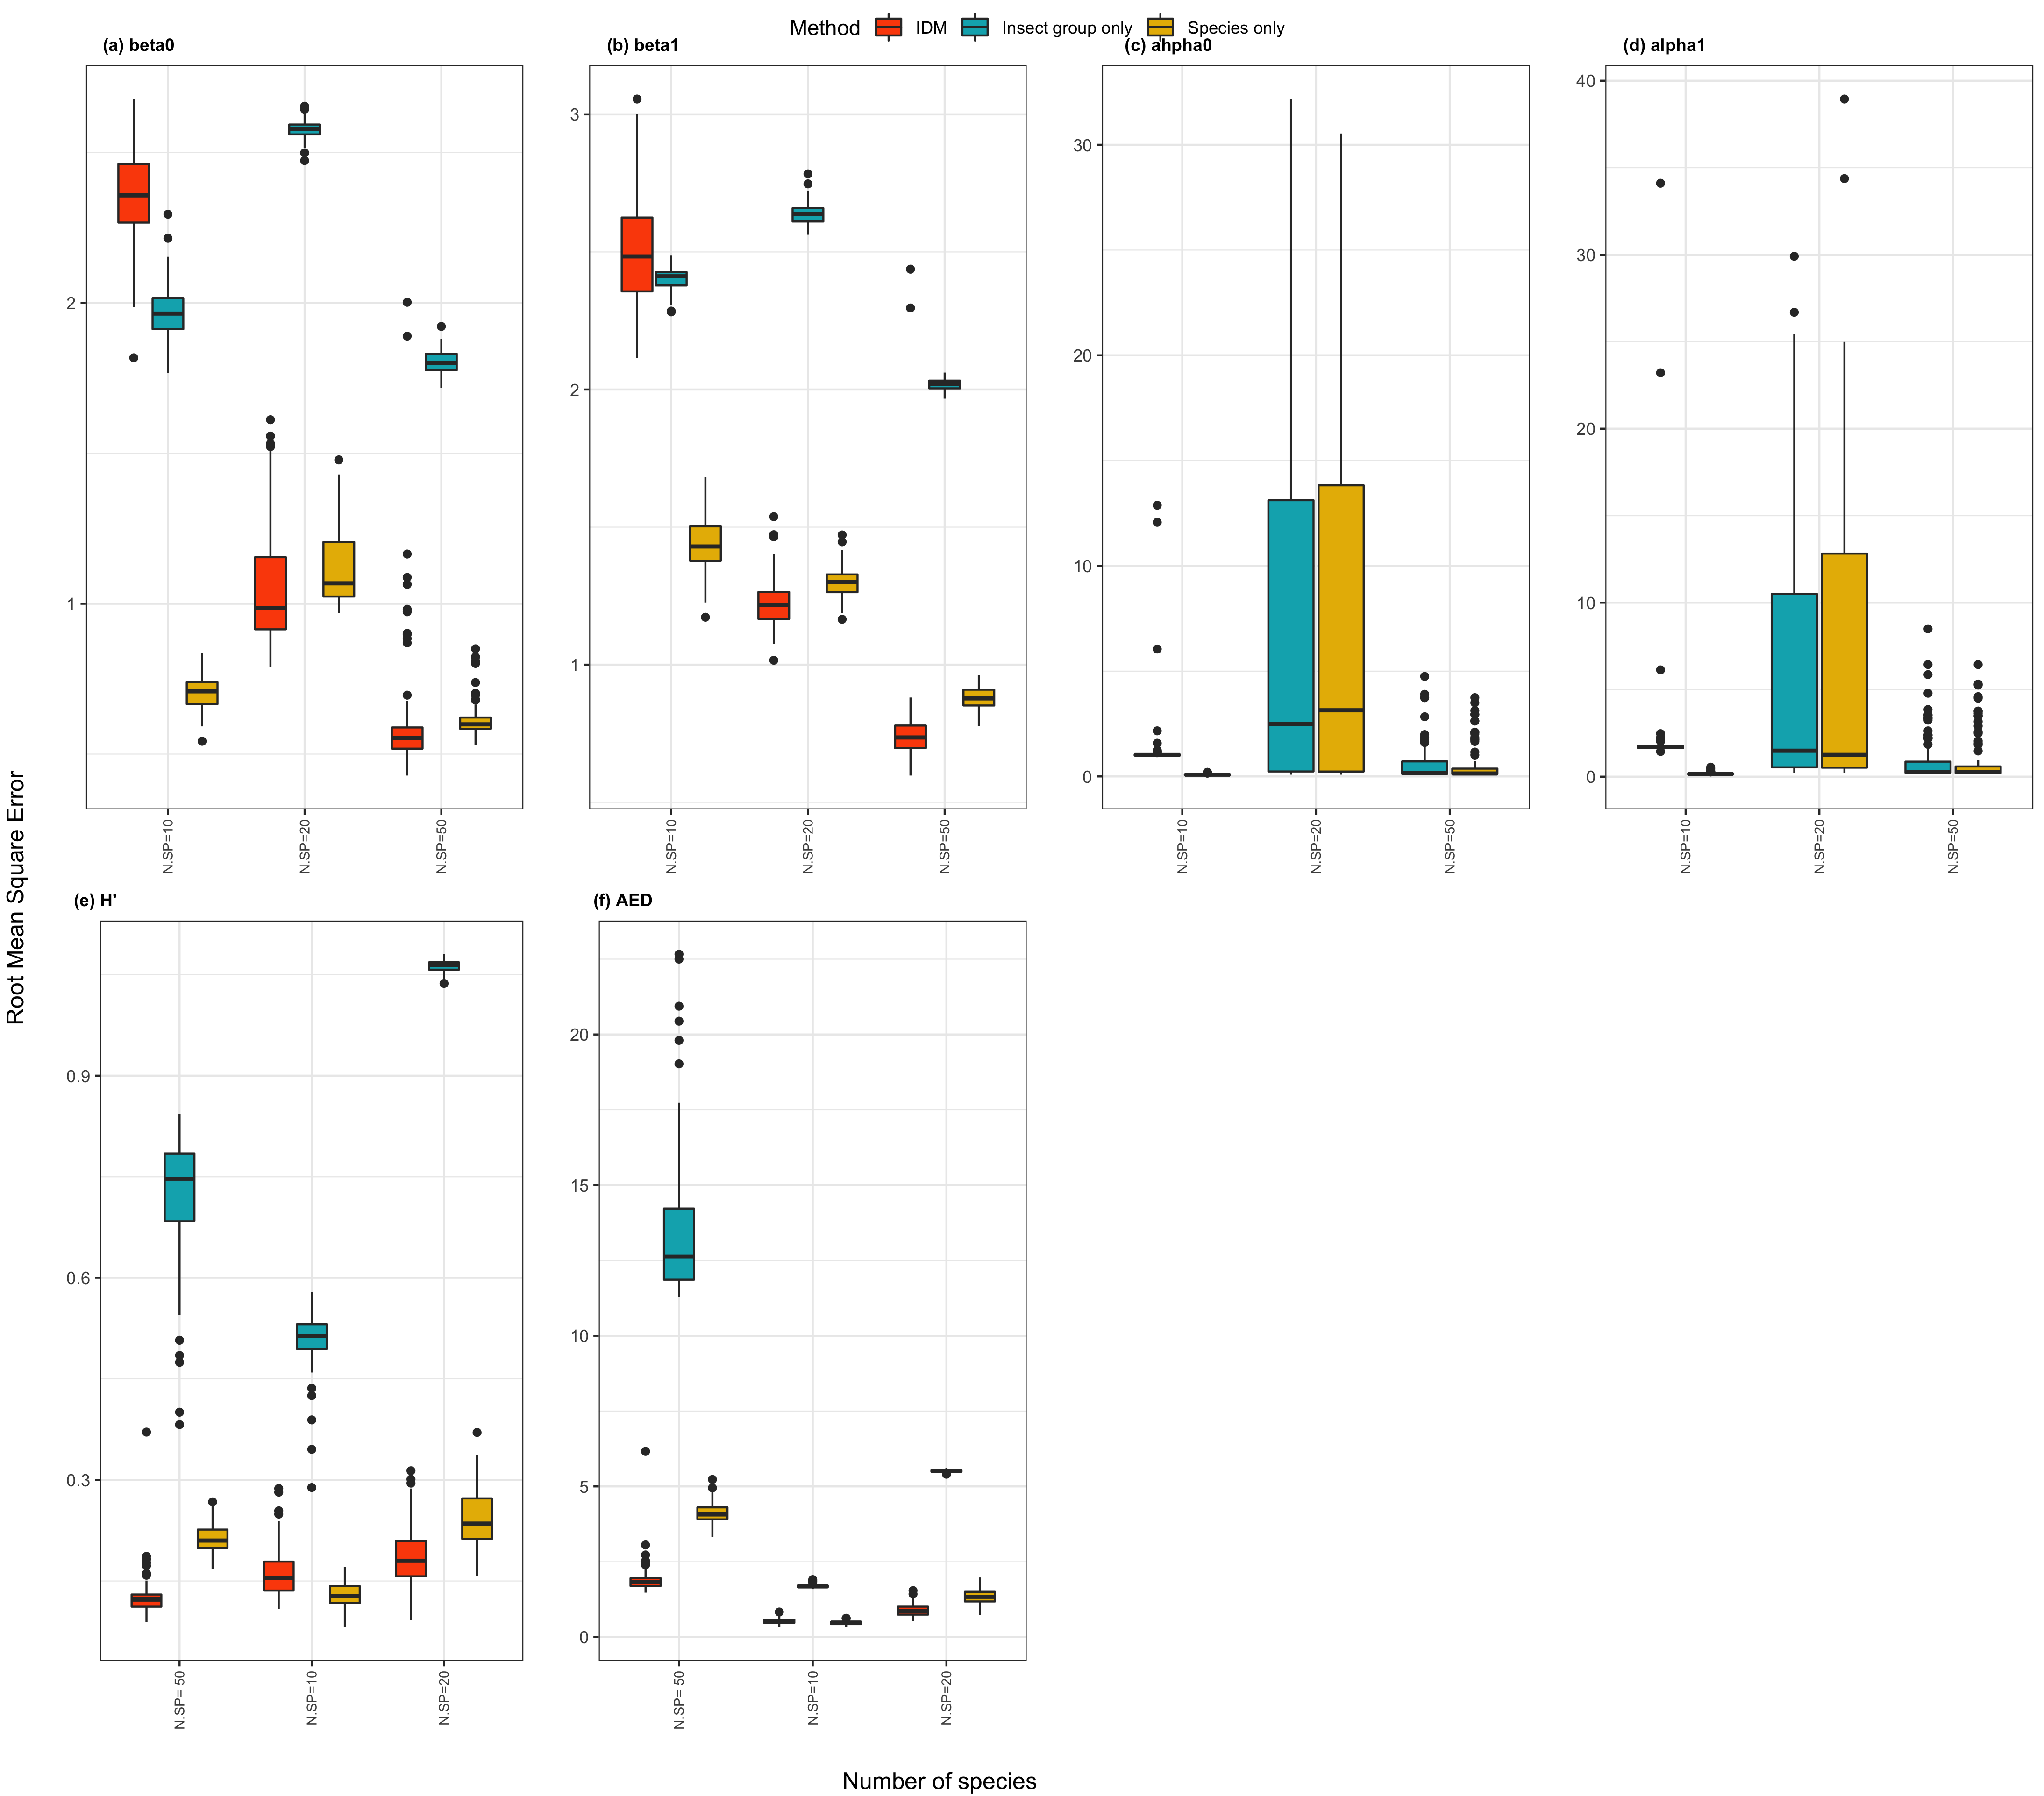 Method IDM Insect group only Species only
(a) beta0
(b) beta1
(c) ahpha0
(d) alpha1
2
1
N.SP=10
N.SP=20
N.SP=50
3
2
1
N.SP=10
N.SP=20
N.SP=50
30
20
10
0
N.SP=10
N.SP=20
N.SP=50
40
30
20
10
0
N.SP=10
N.SP=20
N.SP=50
Root Mean Square Error
(e) H'
(f) AED
0.9
0.6
0.3
N.SP= 50
N.SP=10
N.SP=20
20
15
10
5
0
N.SP= 50
N.SP=10
N.SP=20
Number of species